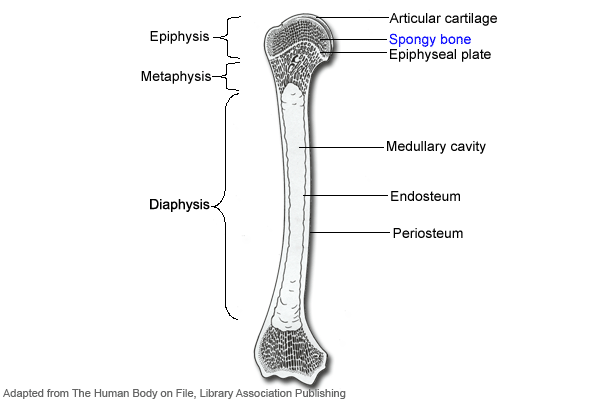 Epiphysis
Metaphysis
Diaphysis
Articular cartilage
Spongy bone
Epiphyseal plate
Medullary cavity
Endosteum
Periosteum
Adapted from The Human Body on File, Library Association Publishing